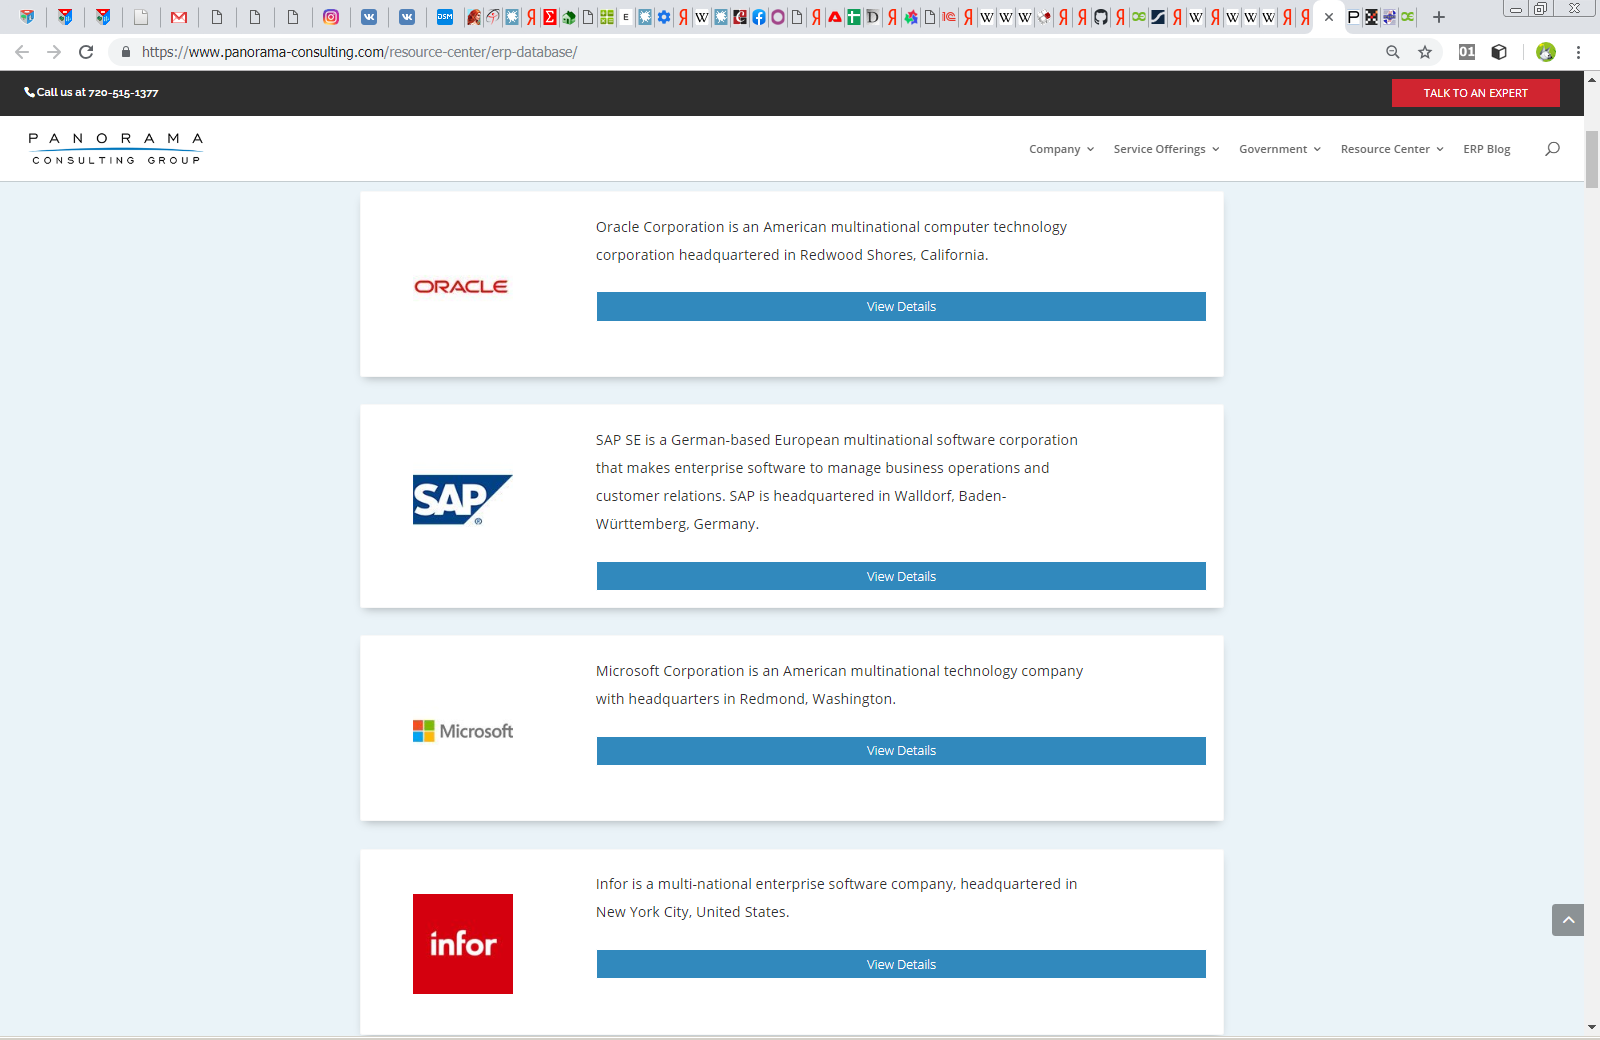 https://www.panorama-consulting.com/resource-center/erp-database/
Call us at 720-515-1377
TALK TO AN EXPERT
PANORAMA
CONSULTING GROUP
Company
Service Offerings
Government
Resource Center
ERP Blog
Oracle Corporation is an American multinational computer technology
corporation headquartered in Redwood Shores, California.
ORACLE
View Details
SAP SE is a German-based European multinational software corporation
that makes enterprise software to manage business operations and
customer relations. SAP is headquartered in Walldorf, Baden-
Württemberg, Germany.
SAP®
View Details
Microsoft Corporation is an American multinational technology company
with headquarters in Redmond, Washington.
Microsoft
View Details
Infor is a multi-national enterprise software company, headquartered in
New York City, United States.
infor
View Details